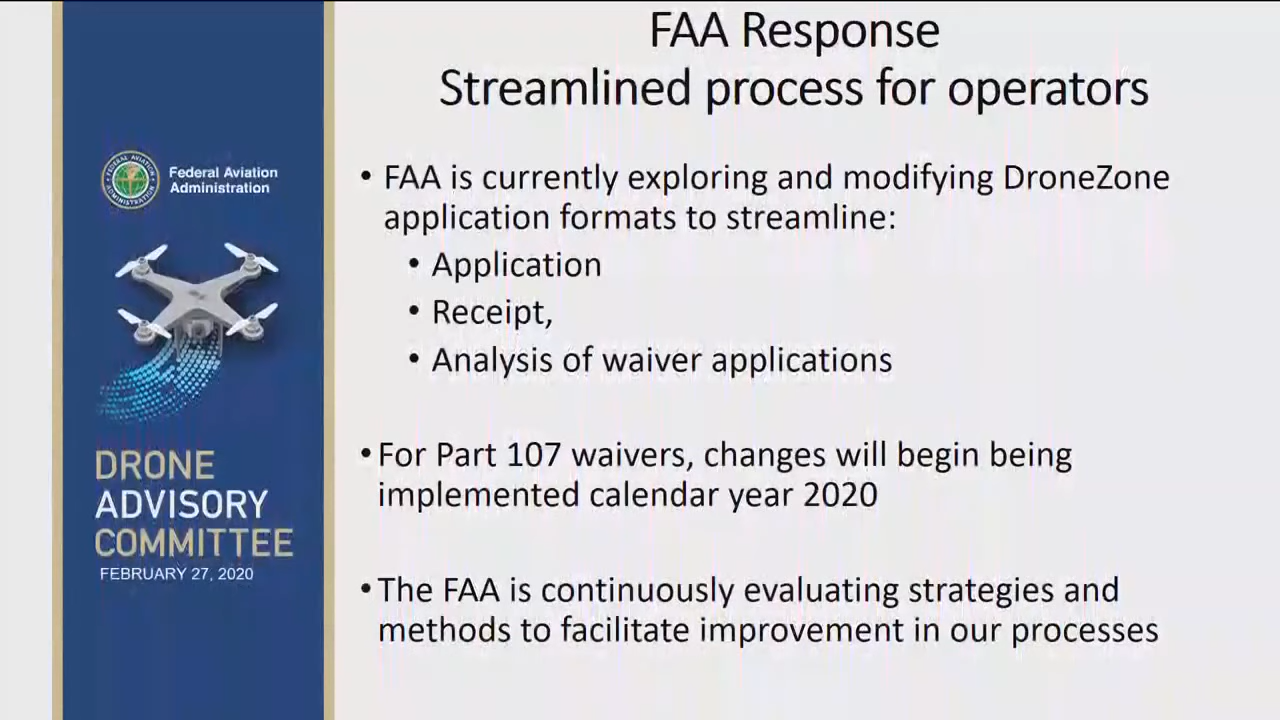 FAA Response
Streamlined process for operators
Federal Aviation
Administration
DRONE
ADVISORY
COMMITTEE
FEBRUARY 27, 2020
• FAA is currently exploring and modifying DroneZone
application formats to streamline:
• Application
• Receipt,
• Analysis of waiver applications
• For Part 107 waivers, changes will begin being
implemented calendar year 2020
• The FAA is continuously evaluating strategies and
methods to facilitate improvement in our processes